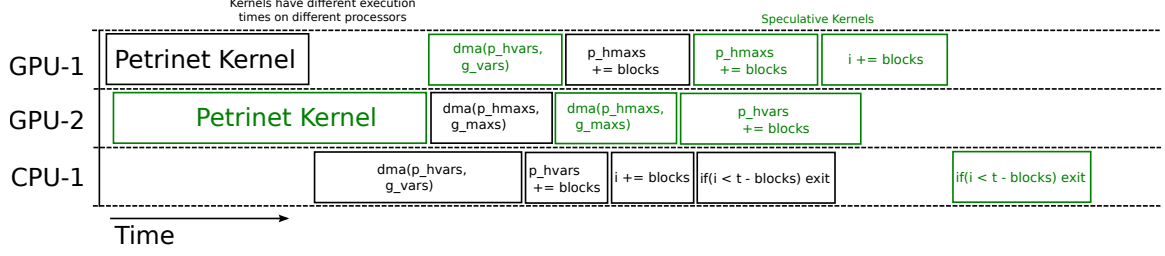 Kernels have different execution
times on different processors
Speculative Kernels
GPU-1
Petrinet Kernel
dma(p_hvars,
g_vars)
p_hmaxs
+= blocks
p_hmaxs
+= blocks
i += blocks
GPU-2
Petrinet Kernel
dma(p_hmaxs,
g_maxs)
dma(p_hmaxs,
g_maxs)
p_hvars
+= blocks
CPU-1
dma(p_hvars,
g_vars)
p_hvars
+= blocks
i += blocks
if(i < t - blocks) exit
if(i < t - blocks) exit
Time